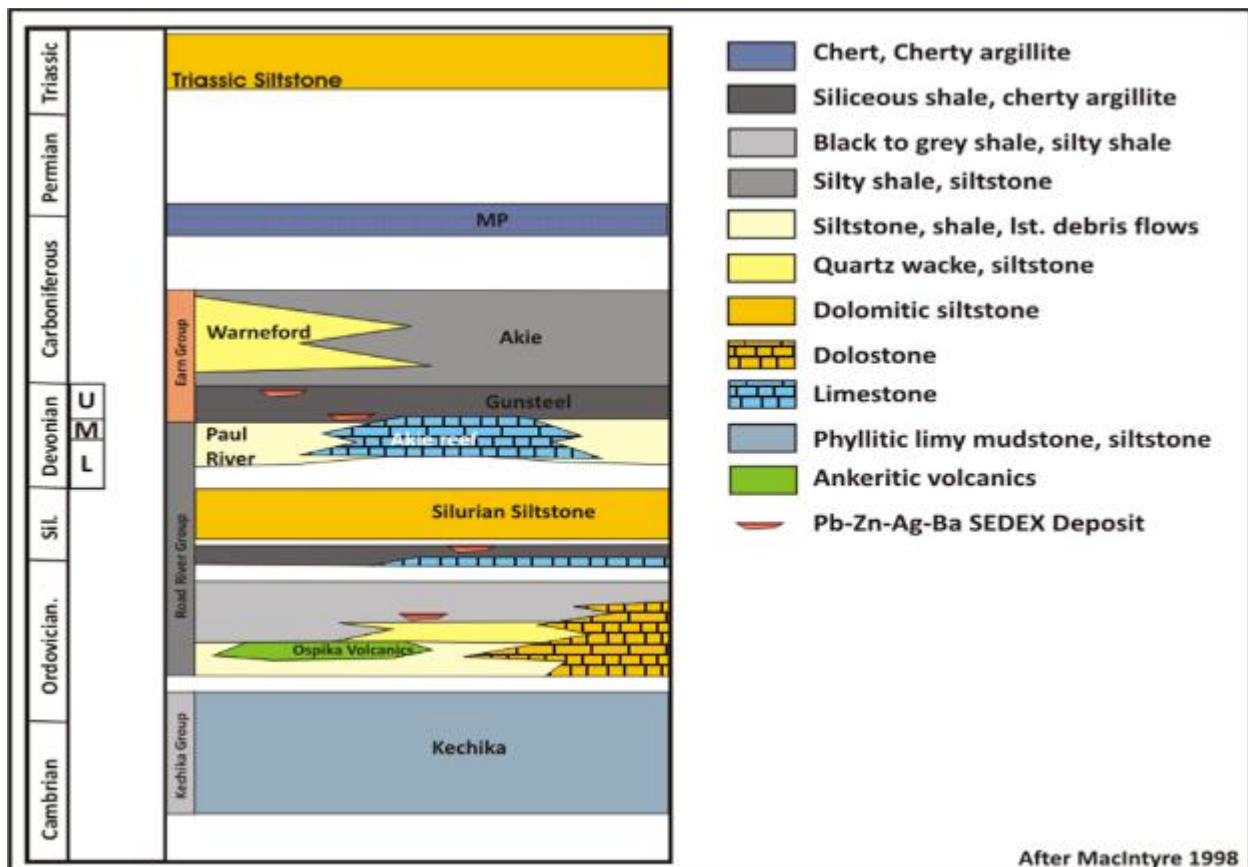 Triassic
Permian
Carboniferous
Devonian
Sil.
Ordovician.
Cambrian
U
M
L
Earn Group
Road River Group
Kechika Group
Triassic Siltstone
MP
Warneford
Akie
Gunsteel
Paul
River
Akie reef
Silurian Siltstone
Ospika Volcanics
Kechika
Chert, Cherty argillite
Siliceous shale, cherty argillite
Black to grey shale, silty shale
Silty shale, siltstone
Siltstone, shale, lst. debris flows
Quartz wacke, siltstone
Dolomitic siltstone
Dolostone
Limestone
Phyllitic limy mudstone, siltstone
Ankeritic volcanics
Pb-Zn-Ag-Ba SEDEX Deposit
After MacIntyre 1998